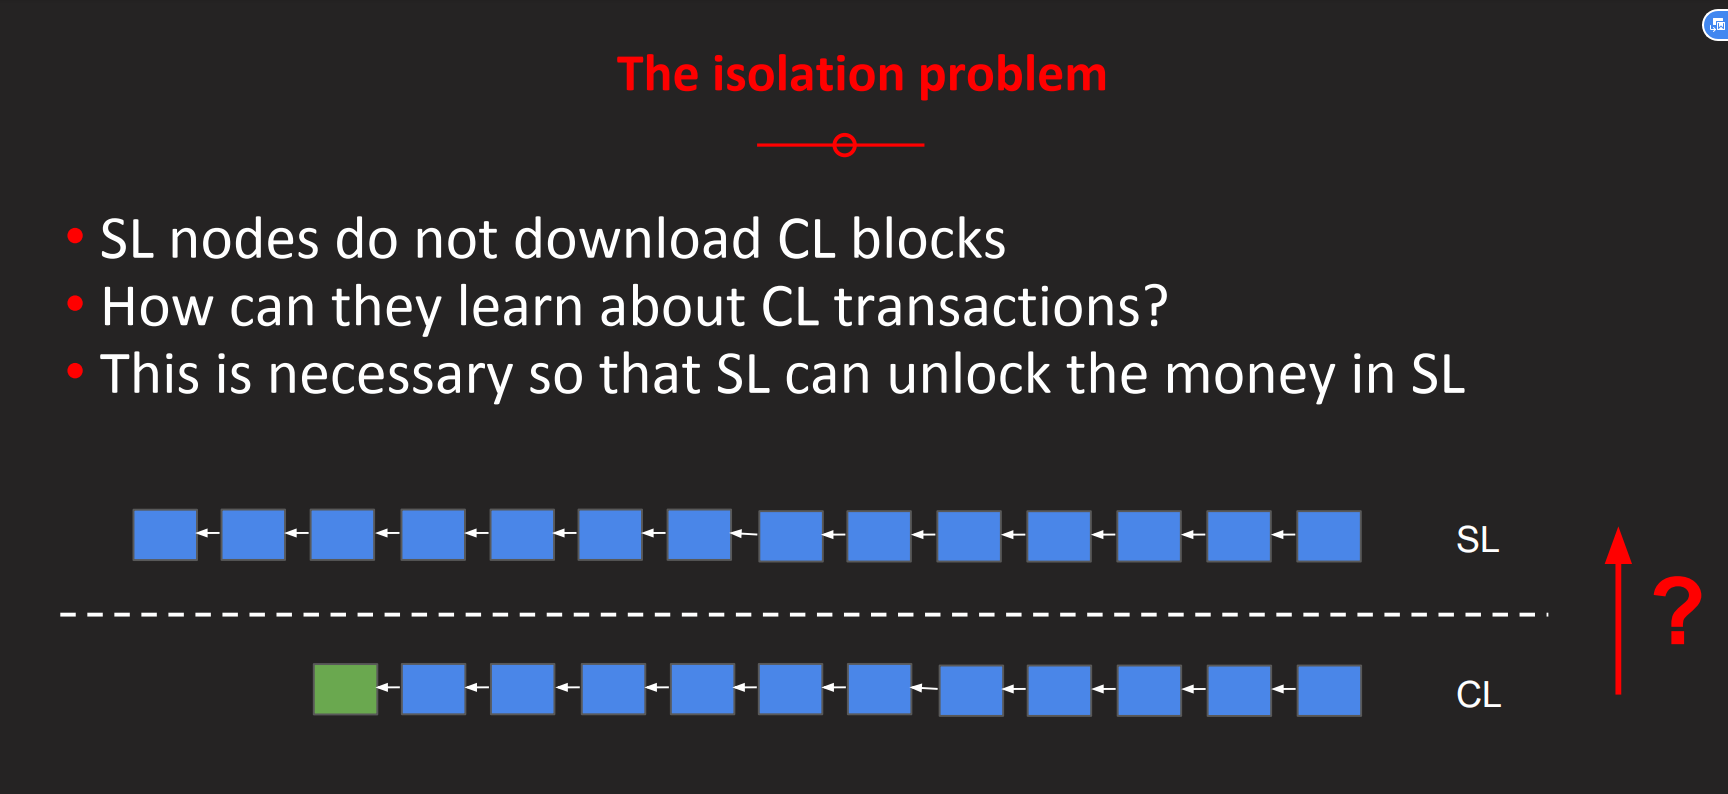 The isolation problem
• SL nodes do not download CL blocks
• How can they learn about CL transactions?
• This is necessary so that SL can unlock the money in SL
SL
?
CL